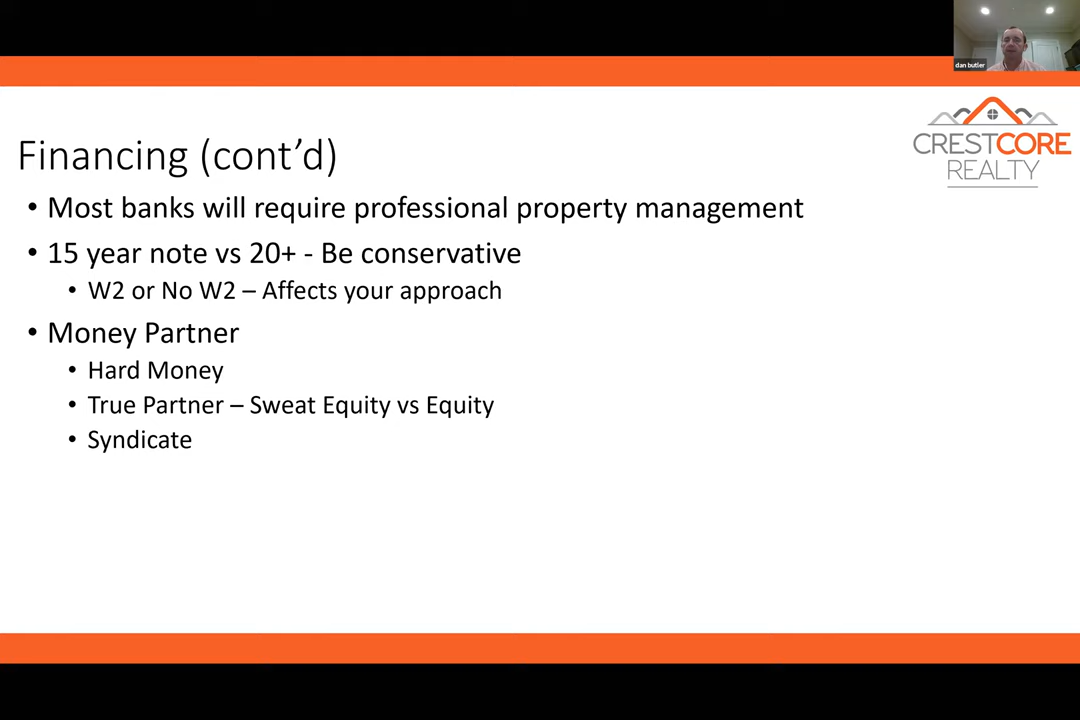 dan butler
CRESTCORE
REALTY
Financing (cont’d)
• Most banks will require professional property management
• 15 year note vs 20+ - Be conservative
• W2 or No W2 – Affects your approach
• Money Partner
• Hard Money
• True Partner – Sweat Equity vs Equity
• Syndicate